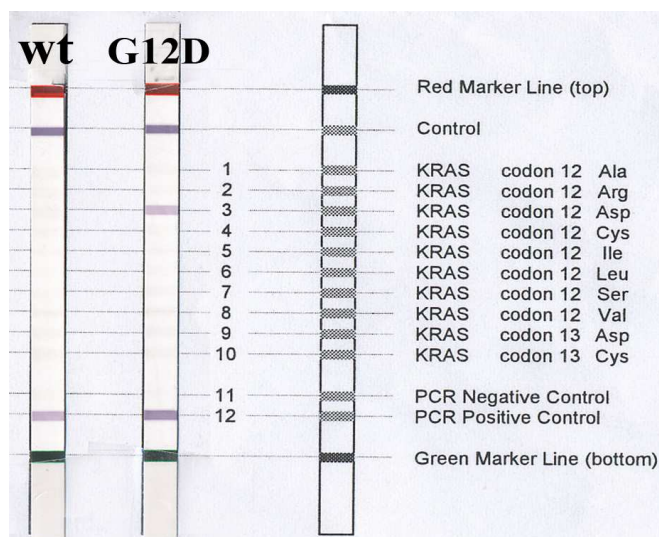 wt G12D
Red Marker Line (top)
Control
1 KRAS codon 12 Ala
2 KRAS codon 12 Arg
3 KRAS codon 12 Asp
4 KRAS codon 12 Cys
5 KRAS codon 12 Ile
6 KRAS codon 12 Leu
7 KRAS codon 12 Ser
8 KRAS codon 12 Val
9 KRAS codon 13 Asp
10 KRAS codon 13 Cys
11 PCR Negative Control
12 PCR Positive Control
Green Marker Line (bottom)